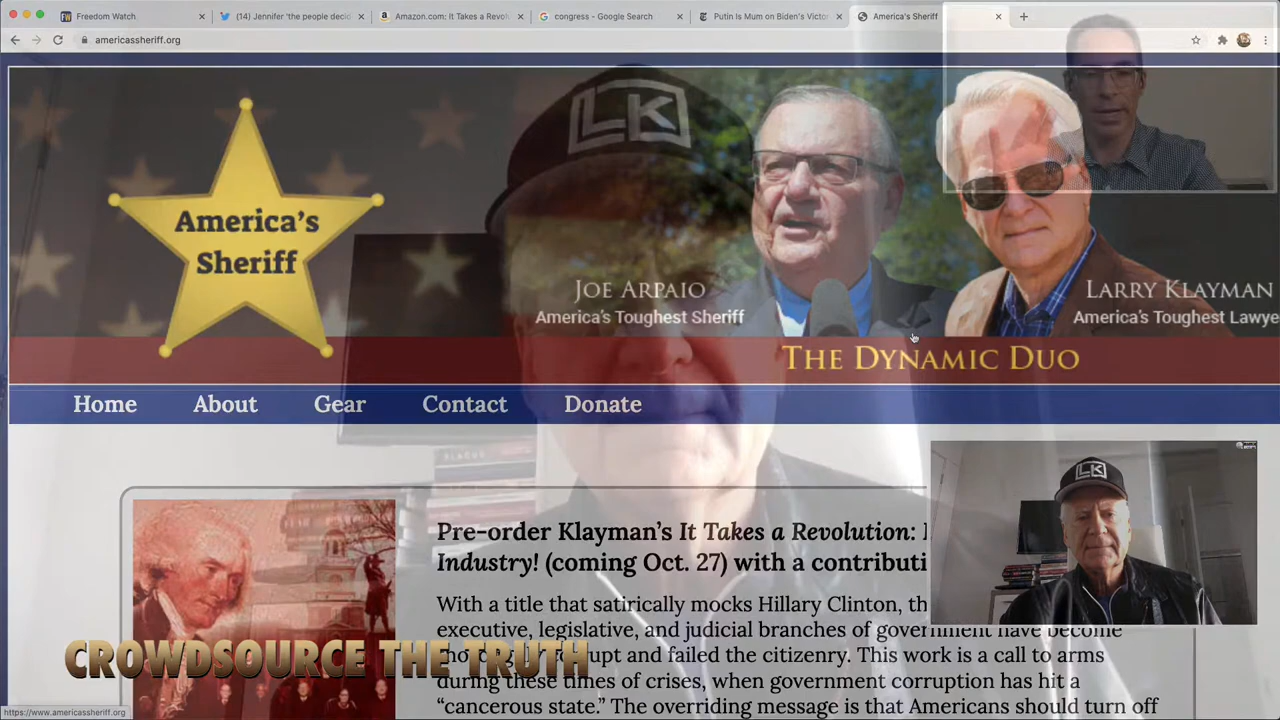 Freedom Watch
(14) Jennifer 'the people decid
Amazon.com: It Takes a Revol
congress - Google Search
Putin Is Mum on Biden's Victor
America's Sheriff
americassheriff.org
LK
America's
Sheriff
JOE ARPAIO
America's Toughest Sheriff
LARRY KLAYMAN
America's Toughest Lawye
THE DYNAMIC DUO
Home
About
Gear
Contact
Donate
LK
Pre-order Klayman's It Takes a Revolution:
Industry! (coming Oct. 27) with a contributi
With a title that satirically mocks Hillary Clinton, th
executive, legislative, and judicial branches of government have become
upt and failed the citizenry. This work is a call to arms
during these times of crises, when government corruption has hit a
“cancerous state.” The overriding message is that Americans should turn off
CROWDSOURCE THE TRUTH
https://www.americassheriff.org